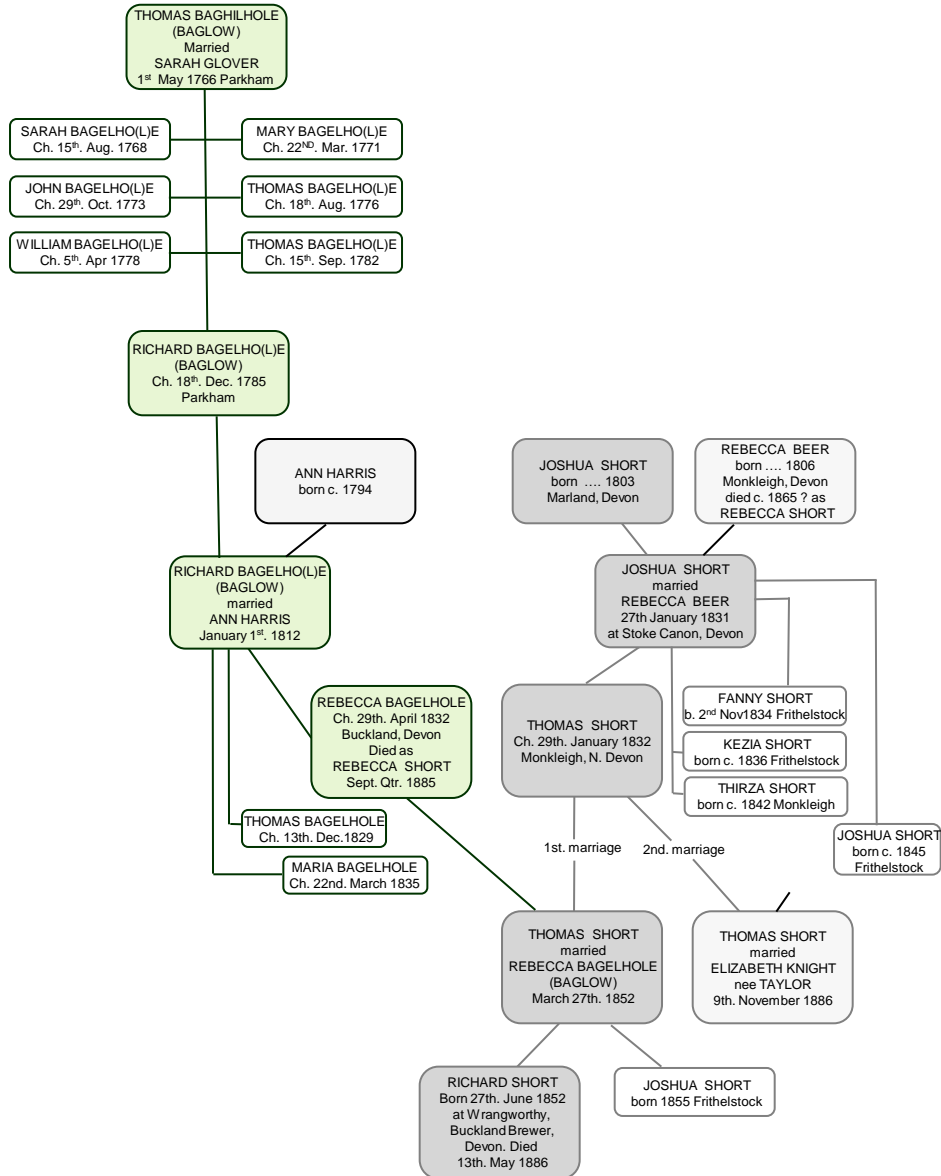 THOMAS BAGHILHOLE
(BAGLOW)
Married
SARAH GLOVER
1st May 1766 Parkham
SARAH BAGELHO(L)E
Ch. 15th. Aug. 1768
MARY BAGELHO(L)E
Ch. 22ND. Mar. 1771
JOHN BAGELHO(L)E
Ch. 29th. Oct. 1773
THOMAS BAGELHO(L)E
Ch. 18th. Aug. 1776
WILLIAM BAGELHO(L)E
Ch. 5th. Apr 1778
THOMAS BAGELHO(L)E
Ch. 15th. Sep. 1782
RICHARD BAGELHO(L)E
(BAGLOW)
Ch. 18th. Dec. 1785
Parkham
ANN HARRIS
born c. 1794
JOSHUA SHORT
born .... 1803
Marland, Devon
REBECCA BEER
born .... 1806
Monkleigh, Devon
died c. 1865 ? as
REBECCA SHORT
RICHARD BAGELHO(L)E
(BAGLOW)
married
ANN HARRIS
January 1st. 1812
JOSHUA SHORT
married
REBECCA BEER
27th January 1831
at Stoke Canon, Devon
REBECCA BAGELHOLE
Ch. 29th. April 1832
Buckland, Devon
Died as
REBECCA SHORT
Sept. Qtr. 1885
THOMAS SHORT
Ch. 29th. January 1832
Monkleigh, N. Devon
FANNY SHORT
b. 2nd Nov1834 Frithelstock
KEZIA SHORT
born c. 1836 Frithelstock
THIRZA SHORT
born c. 1842 Monkleigh
JOSHUA SHORT
born c. 1845
Frithelstock
THOMAS BAGELHOLE
Ch. 13th. Dec.1829
MARIA BAGELHOLE
Ch. 22nd. March 1835
1st. marriage
2nd. marriage
THOMAS SHORT
married
REBECCA BAGELHOLE
(BAGLOW)
March 27th. 1852
THOMAS SHORT
married
ELIZABETH KNIGHT
nee TAYLOR
9th. November 1886
RICHARD SHORT
Born 27th. June 1852
at Wrangworthy,
Buckland Brewer,
Devon. Died
13th. May 1886
JOSHUA SHORT
born 1855 Frithelstock